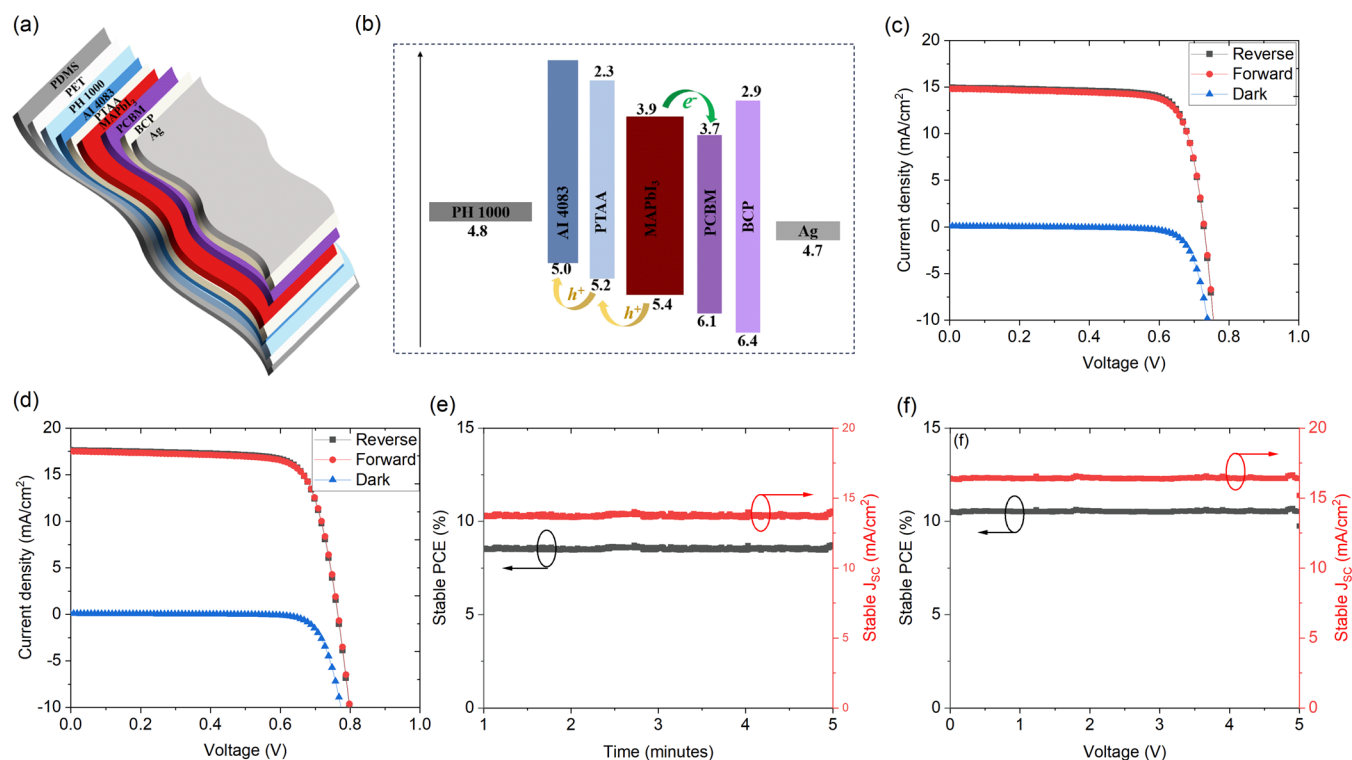 (a)
PDMS
PET
PH 1000
AI 4083
PTAA
MAPbI3
PCBM
BCP
Ag
(b)
PH 1000
4.8
AI 4083
5.0
2.3
PTAA
5.2
3.9
MAPbI3
5.4
e-
h+
h+
3.7
PCBM
6.1
2.9
BCP
6.4
Ag
4.7
(c)
Current density (mA/cm2)
20
15
10
5
0
-5
-10
0.0 0.2 0.4 0.6 0.8 1.0
Voltage (V)
Reverse
Forward
Dark
(d)
Current density (mA/cm2)
20
15
10
5
0
-5
-10
0.0 0.2 0.4 0.6 0.8 1.0
Voltage (V)
Reverse
Forward
Dark
(e)
Stable PCE (%)
15
10
5
0
1 2 3 4 5
Time (minutes)
20
15
10
5
0
Stable JSC (mA/cm2)
(f)
(f)
Stable PCE (%)
15
10
5
0
0 1 2 3 4 5
Voltage (V)
20
15
10
5
0
Stable JSC (mA/cm2)